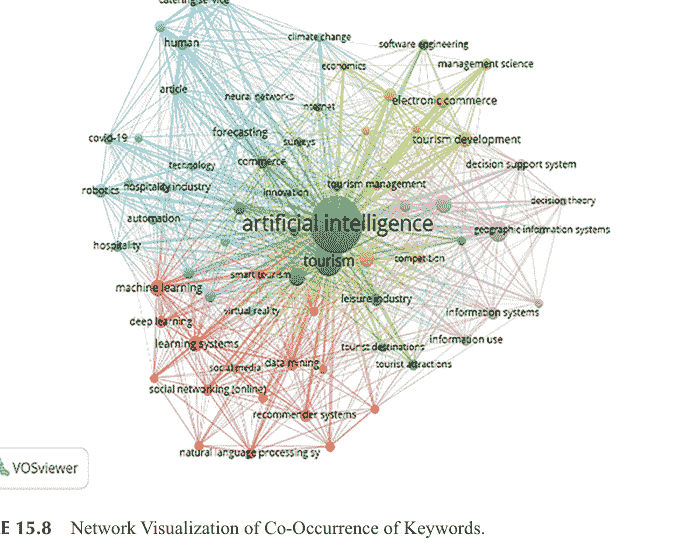 catering service
human
climate change
software engineering
economics
management science
article
neural networks
internet
electronic commerce
forecasting
surveys
covid-19
tourism development
technology
commerce
decision support system
robotics
hospitality industry
innovation
tourism management
decision theory
automation
artificial intelligence
geographic information systems
hospitality
tourism
competition
smart tourism
machine learning
leisure industry
virtual reality
information systems
deep learning
learning systems
information use
tourist destinations
social media
data mining
tourist attractions
social networking (online)
recommender systems
natural language processing sy
VOSviewer
E 15.8 Network Visualization of Co-Occurrence of Keywords.